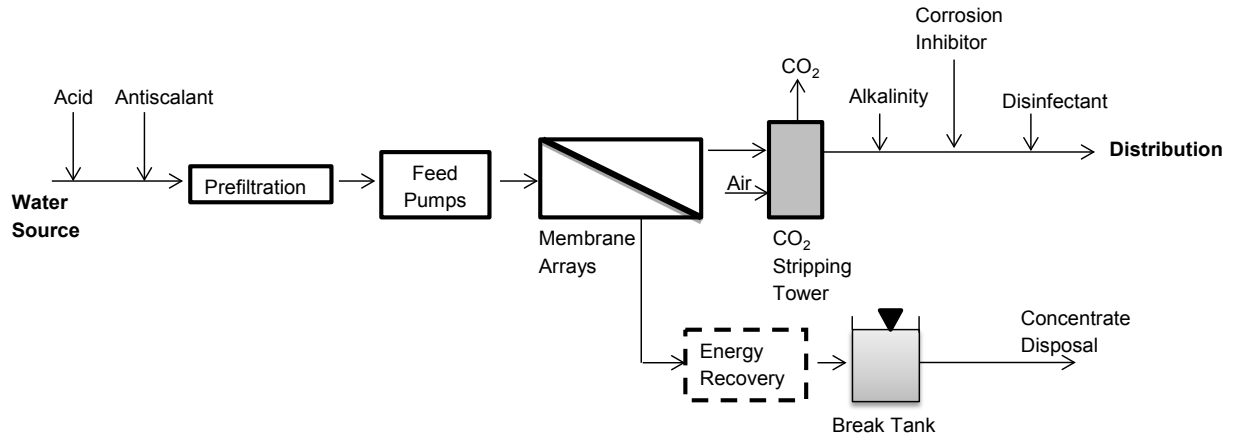 Corrosion
Inhibitor
CO₂
Acid
Antiscalant
Alkalinity
Disinfectant
Distribution
Prefiltration
Feed
Pumps
Air
Water
Source
Membrane
Arrays
CO₂
Stripping
Tower
Concentrate
Disposal
Energy
Recovery
Break Tank